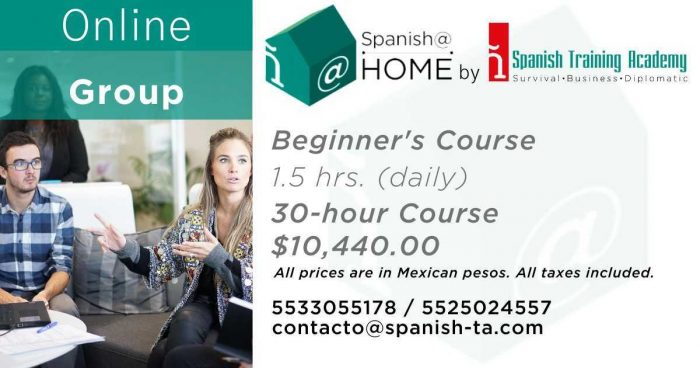 Online
Group
Spanish@
HOME by
ñ
@
ñ Spanish Training Academy
Survival•Business•Diplomatic
Beginner's Course
1.5 hrs. (daily)
30-hour Course
$10,440.00
All prices are in Mexican pesos. All taxes included.
5533055178 / 5525024557
contacto@spanish-ta.com